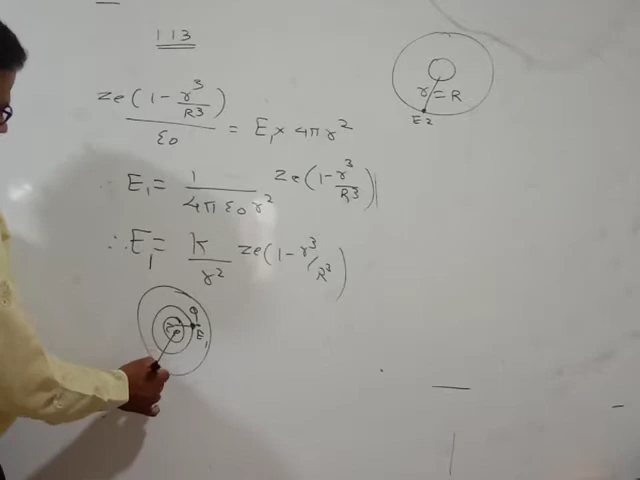 113
ze(1 - r³/R³)/ε₀ = E₁ × 4πr²
∴ E₁ = 1/4πε₀r² ze(1 - r³/R³)
∴ E₁ = k/r² ze(1 - r³/R³)
r = R
E2
E₁